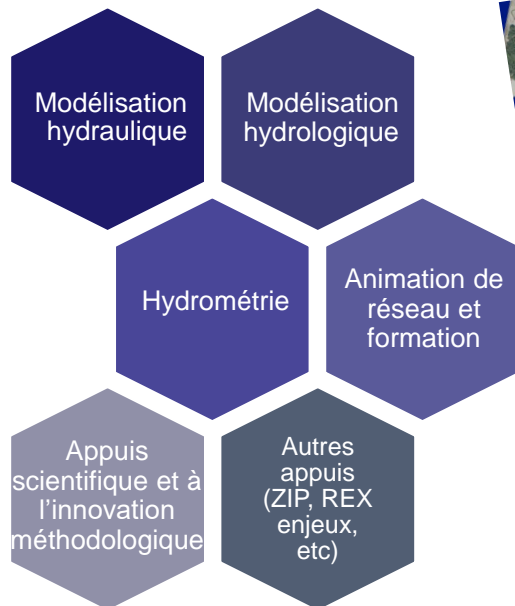 Modélisation
hydraulique
Modélisation
hydrologique
Hydrométrie
Animation de
réseau et
formation
Appuis
scientifique et à
l'innovation
méthodologique
Autres
appuis
(ZIP, REX
enjeux,
etc)